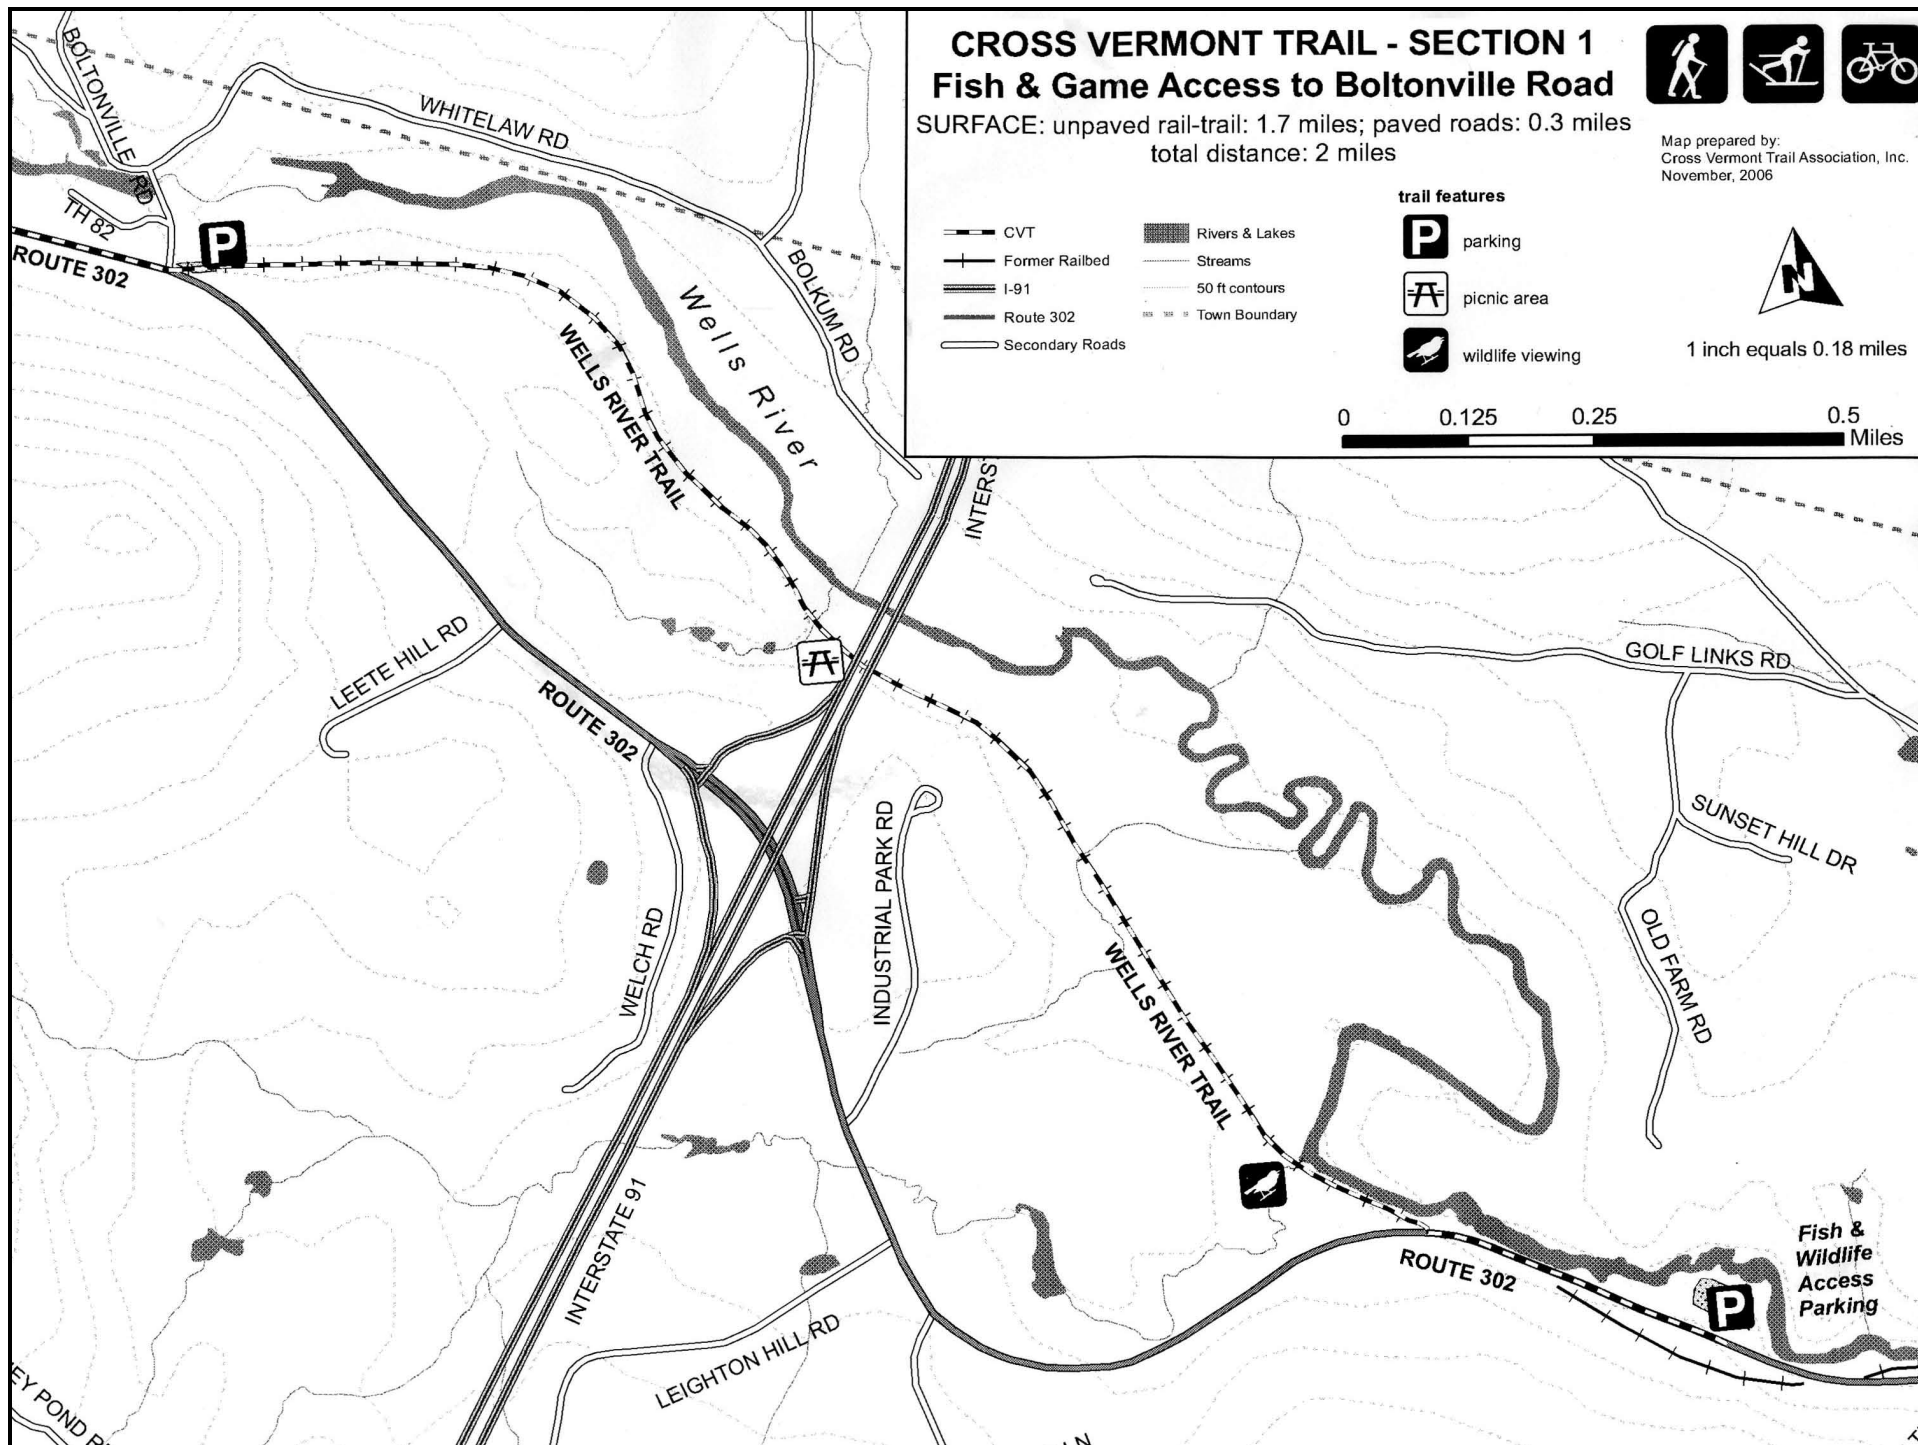 CROSS VERMONT TRAIL - SECTION 1
Fish & Game Access to Boltonville Road
SURFACE: unpaved rail-trail: 1.7 miles; paved roads: 0.3 miles
total distance: 2 miles
Map prepared by:
Cross Vermont Trail Association, Inc.
November, 2006
CVT
Former Railbed
I-91
Route 302
Secondary Roads
Rivers & Lakes
Streams
50 ft contours
Town Boundary
trail features
P parking
picnic area
wildlife viewing
N
1 inch equals 0.18 miles
0 0.125 0.25 0.5
Miles
BOLTONVILLE RD
WHITELAW RD
TH 82
P
ROUTE 302
BOLKUM RD
Wells River
WELLS RIVER TRAIL
INTERS
LEETE HILL RD
ROUTE 302
GOLF LINKS RD
SUNSET HILL DR
OLD FARM RD
INDUSTRIAL PARK RD
WELCH RD
WELLS RIVER TRAIL
INTERSTATE 91
LEIGHTON HILL RD
ROUTE 302
Fish &
Wildlife
Access
Parking
P
EY POND R
LN